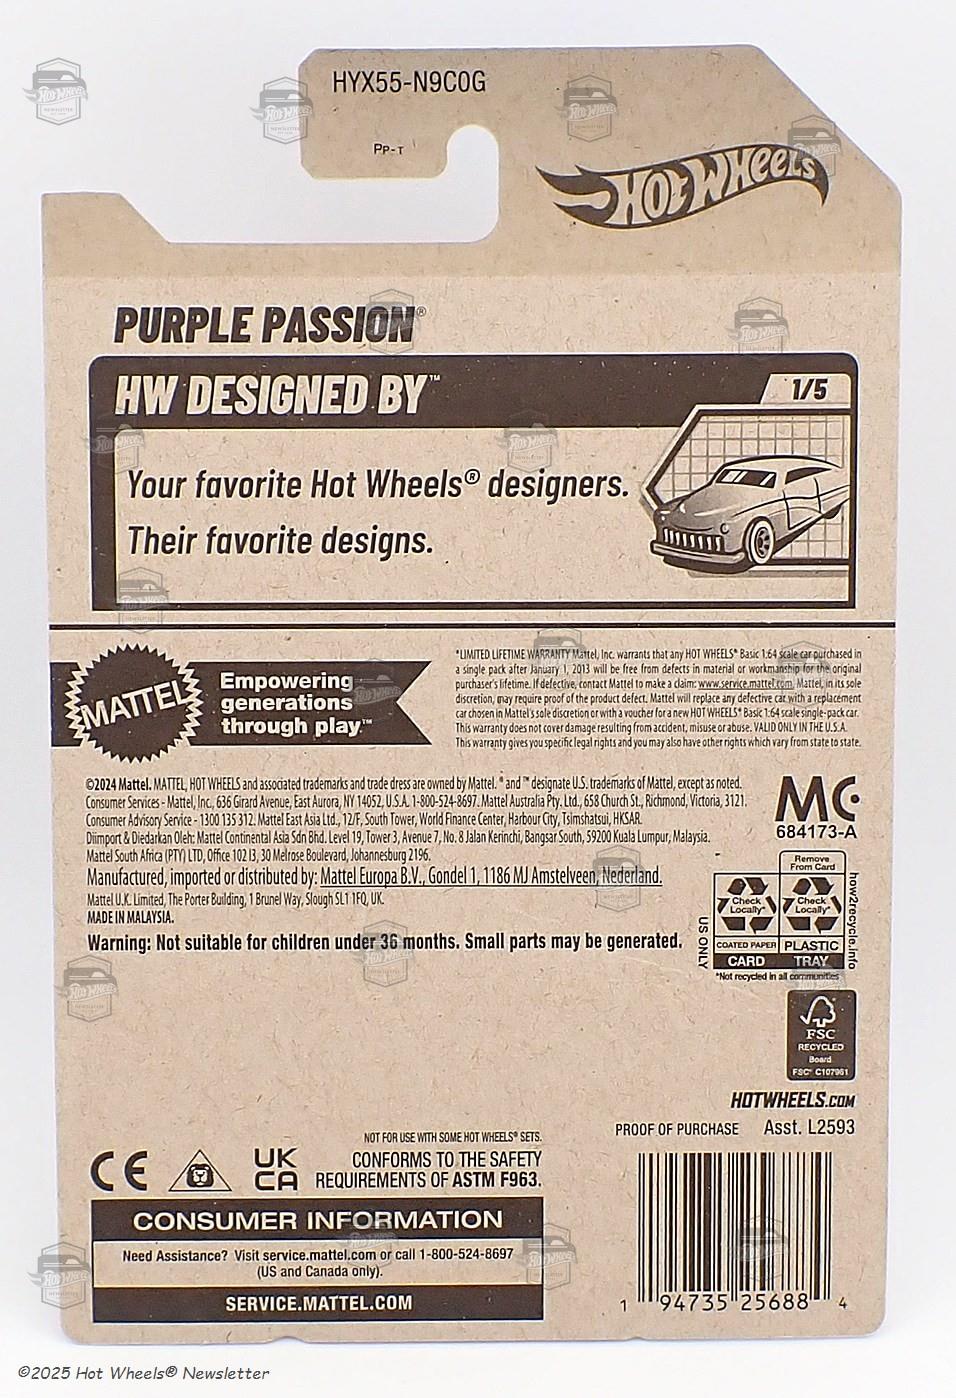 HYX55-N9C0G
Pp-T
Hot Wheels
PURPLE PASSION®
HW DESIGNED BY™
1/5
Your favorite Hot Wheels® designers.
Their favorite designs.
MATTEL
Empowering
generations
through play™
*LIMITED LIFETIME WARRANTY Mattel, Inc. warrants that any HOT WHEELS® Basic 1:64 scale car purchased in
a single pack after January 1, 2013 will be free from defects in material or workmanship for the original
purchaser's lifetime. If defective, contact Mattel to make a claim: www.service.mattel.com. Mattel, in its sole
discretion, may require proof of the product defect. Mattel will replace any defective car with a replacement
car chosen in Mattel's sole discretion or with a voucher for a new HOT WHEELS® Basic 1:64 scale single-pack car.
This warranty does not cover damage resulting from accident, misuse or abuse. VALID ONLY IN THE U.S.A.
This warranty gives you specific legal rights and you may also have other rights which vary from state to state.
©2024 Mattel. MATTEL, HOT WHEELS and associated trademarks and trade dress are owned by Mattel. ® and ™ designate U.S. trademarks of Mattel, except as noted.
Consumer Services - Mattel, Inc., 636 Girard Avenue, East Aurora, NY 14052, U.S.A. 1-800-524-8697. Mattel Australia Pty. Ltd., 658 Church St., Richmond, Victoria, 3121.
Consumer Advisory Service - 1300 135 312. Mattel East Asia Ltd., 12/F, South Tower, World Finance Center, Harbour City, Tsimshatsui, HKSAR.
Diimport & Diedarkan Oleh: Mattel Continental Asia Sdn Bhd. Level 19, Tower 3, Avenue 7, No. 8 Jalan Kerinchi, Bangsar South, 59200 Kuala Lumpur, Malaysia.
Mattel South Africa (PTY) LTD, Office 102 I3, 30 Melrose Boulevard, Johannesburg 2196.
Manufactured, imported or distributed by: Mattel Europa B.V., Gondel 1, 1186 MJ Amstelveen, Nederland.
Mattel U.K. Limited, The Porter Building, 1 Brunel Way, Slough SL1 1FQ, UK.
MADE IN MALAYSIA.
Warning: Not suitable for children under 36 months. Small parts may be generated.
MC
684173-A
Remove
From Card
Check
Locally*
Check
Locally*
COATED PAPER
PLASTIC
CARD
TRAY
US ONLY
how2recycle.info
*Not recycled in all communities
FSC
RECYCLED
Board
FSC® C107961
HOTWHEELS.COM
PROOF OF PURCHASE Asst. L2593
NOT FOR USE WITH SOME HOT WHEELS® SETS.
CE
UK
CA
CONFORMS TO THE SAFETY
REQUIREMENTS OF ASTM F963.
CONSUMER INFORMATION
Need Assistance? Visit service.mattel.com or call 1-800-524-8697
(US and Canada only).
SERVICE.MATTEL.COM
1 94735 25688 4
©2025 Hot Wheels® Newsletter